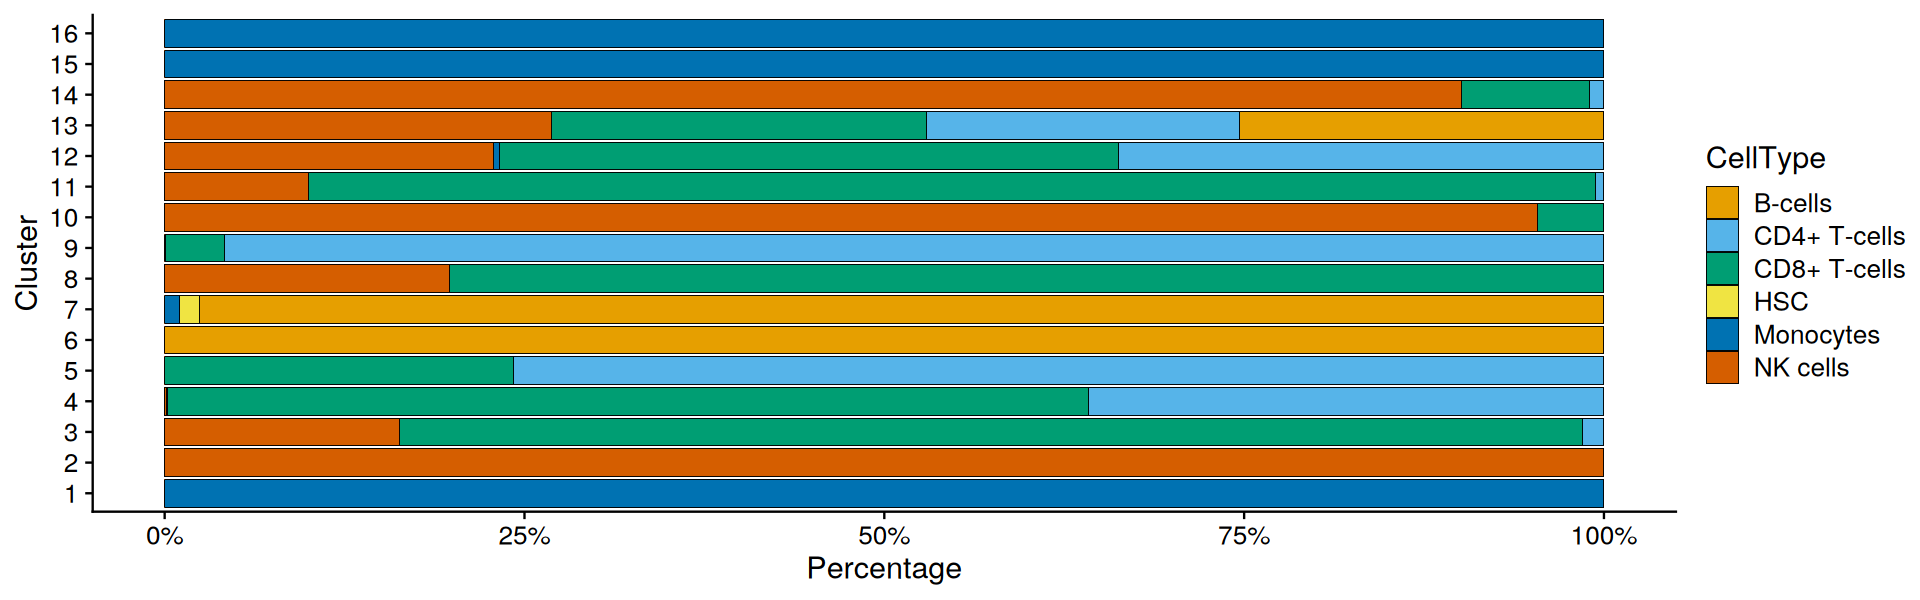 16
15
14
13
12
11
10
9
8
7
6
5
4
3
2
1
Cluster
0% 25% 50% 75% 100%
Percentage
CellType
B-cells
CD4+ T-cells
CD8+ T-cells
HSC
Monocytes
NK cells